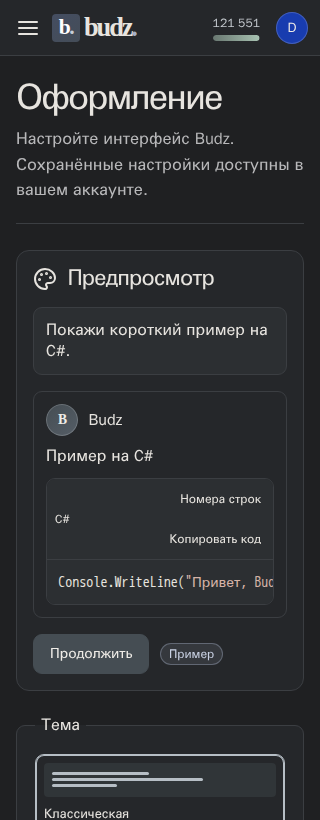 b. budz.
121 551
D
Оформление
Настройте интерфейс Budz.
Сохранённые настройки доступны в
вашем аккаунте.
Предпросмотр
Покажи короткий пример на
C#.
B Budz
Пример на C#
Номера строк
C#
Копировать код
Console.WriteLine("Привет, Bud
Продолжить
Пример
Тема
Классическая